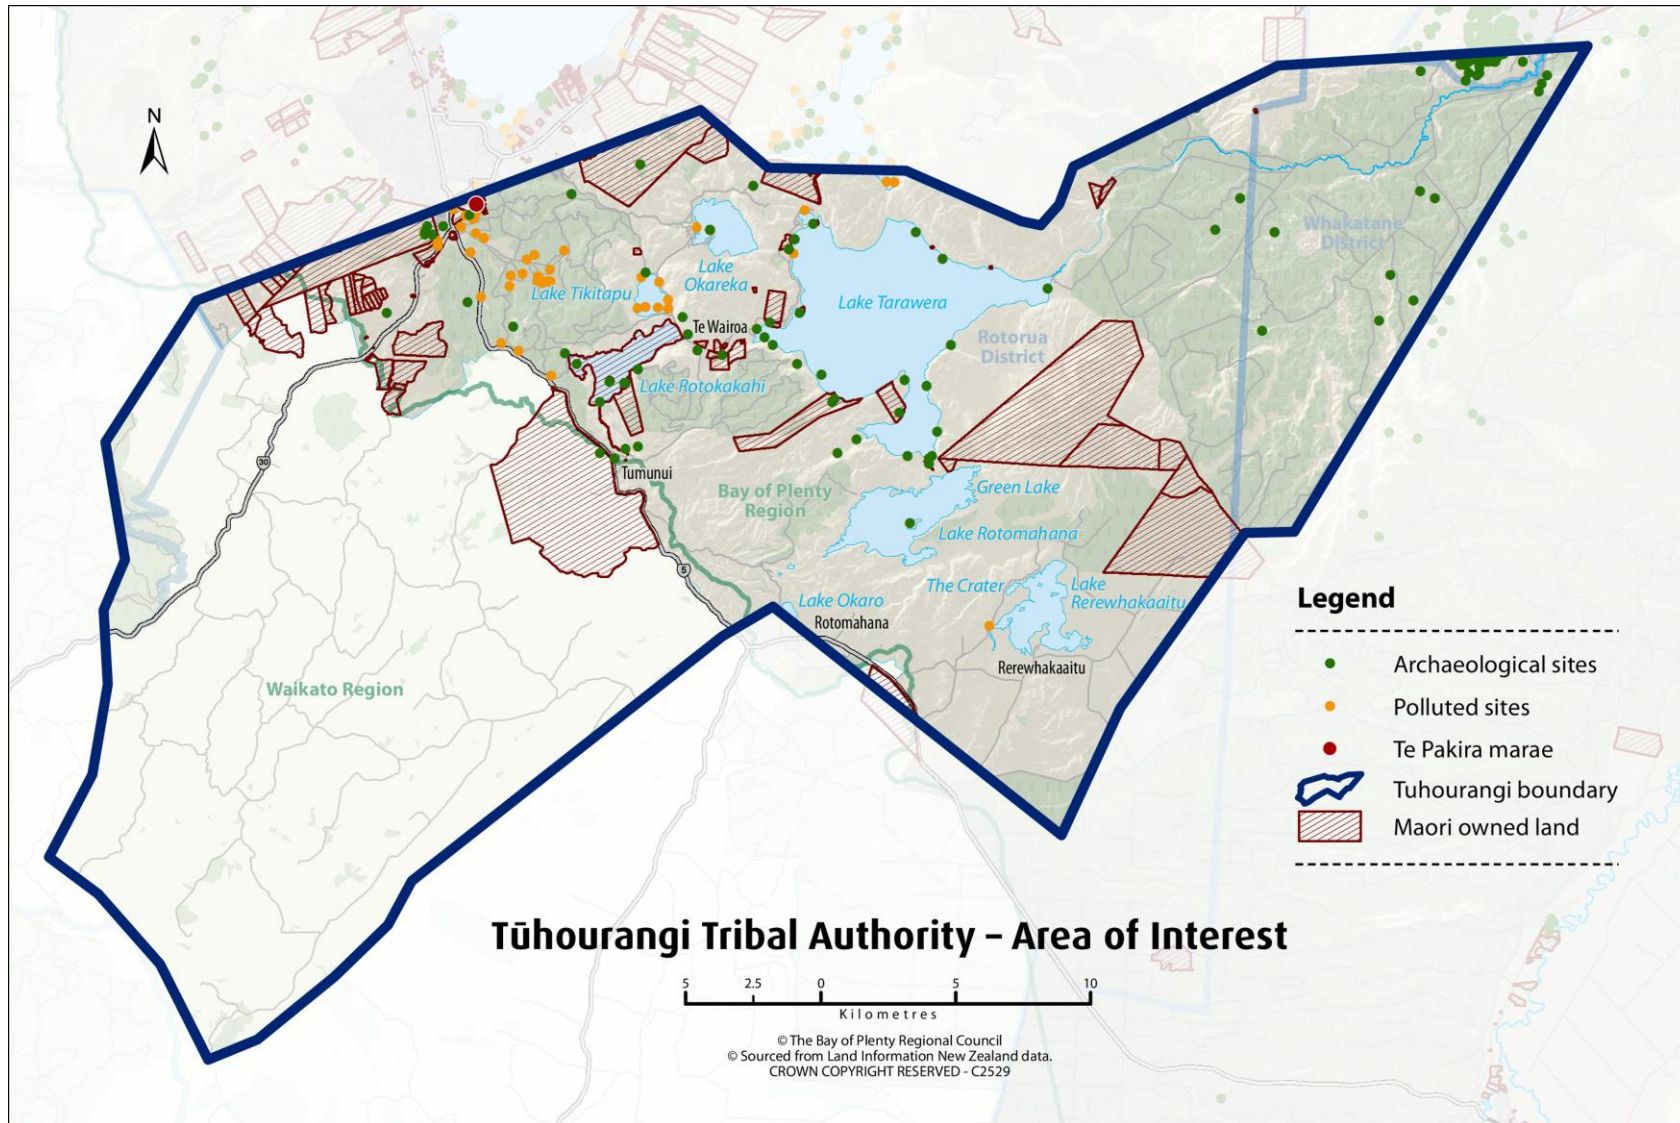 N
Whakatane
District
Lake
Okareka
Lake Tikitapu
Lake Tarawera
Te Wairoa
Rotorua
District
Lake Rotokakahi
30
Tumunui
Bay of Plenty
Region
Green Lake
Lake Rotomahana
5
The Crater
Lake
Rerewhakaaitu
Lake Okaro
Rotomahana
Rerewhakaaitu
Waikato Region
Legend
Archaeological sites
Polluted sites
Te Pakira marae
Tuhourangi boundary
Maori owned land
Tūhourangi Tribal Authority – Area of Interest
5 2.5 0 5 10
Kilometres
© The Bay of Plenty Regional Council
© Sourced from Land Information New Zealand data.
CROWN COPYRIGHT RESERVED - C2529